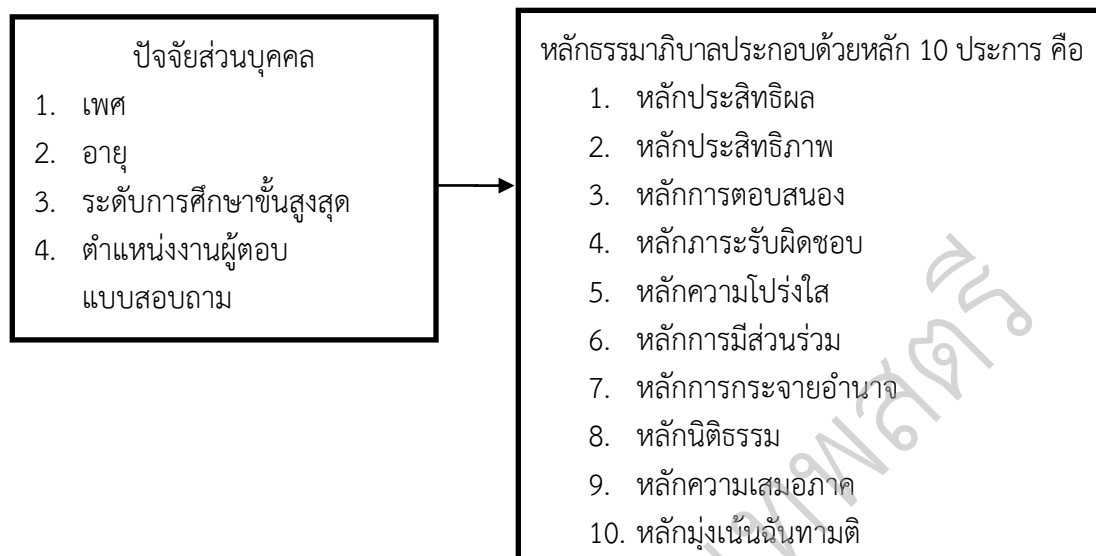 ปัจจัยส่วนบุคคล
1. เพศ
2. อายุ
3. ระดับการศึกษาขั้นสูงสุด
4. ตำแหน่งงานผู้ตอบ
แบบสอบถาม
หลักธรรมาภิบาลประกอบด้วยหลัก 10 ประการ คือ
1. หลักประสิทธิผล
2. หลักประสิทธิภาพ
3. หลักการตอบสนอง
4. หลักภาระรับผิดชอบ
5. หลักความโปร่งใส
6. หลักการมีส่วนร่วม
7. หลักการกระจายอำนาจ
8. หลักนิติธรรม
9. หลักความเสมอภาค
10. หลักมุ่งเน้นฉันทามติ